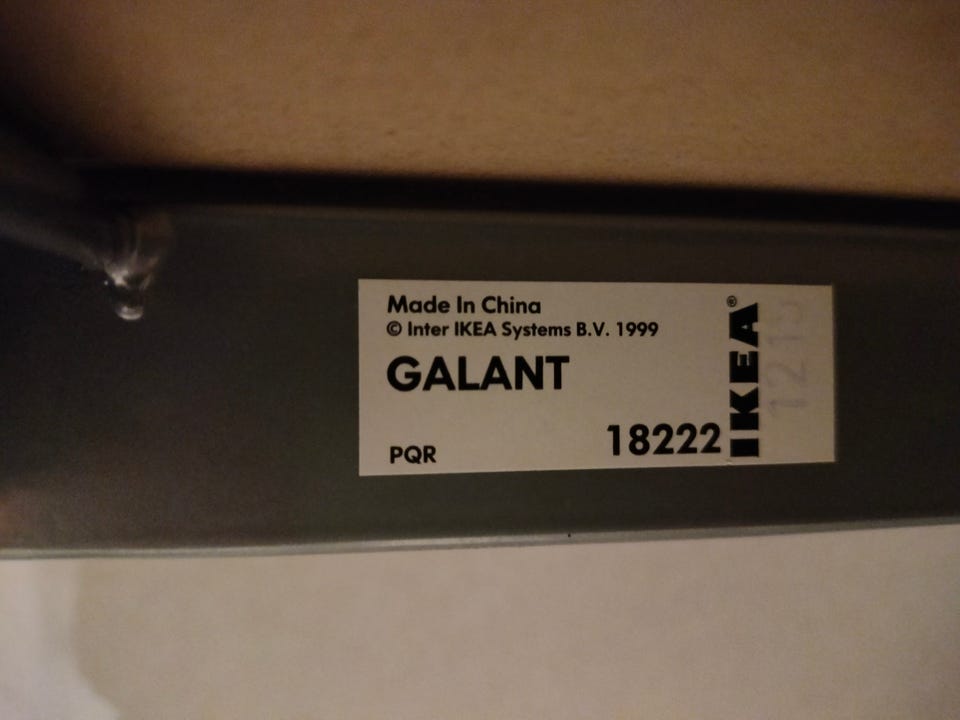 Made In China
© Inter IKEA Systems B.V. 1999
GALANT
PQR
18222
IKEA®